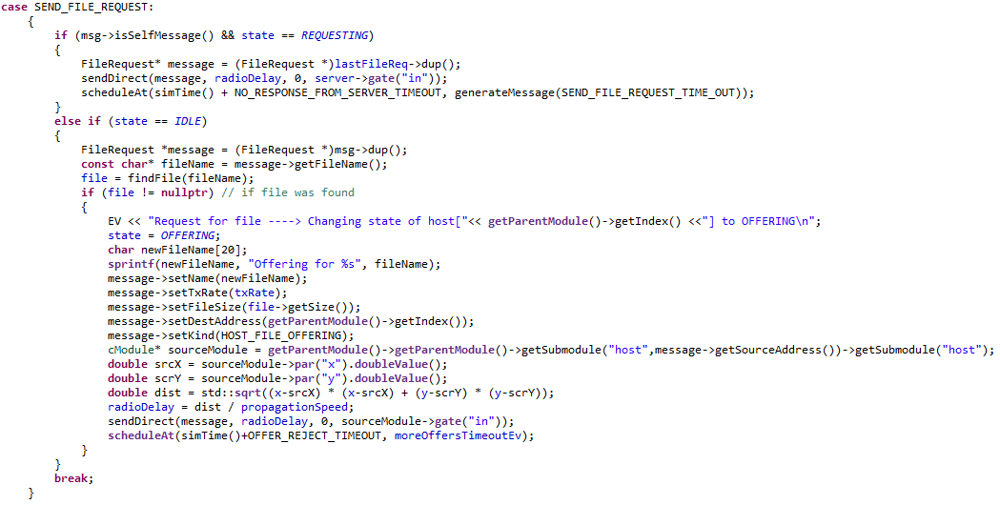 case SEND_FILE_REQUEST:
{
if (msg->isSelfMessage() && state == REQUESTING)
{
FileRequest* message = (FileRequest *)lastFileReq->dup();
sendDirect(message, radioDelay, 0, server->gate("in"));
scheduleAt(simTime() + NO_RESPONSE_FROM_SERVER_TIMEOUT, generateMessage(SEND_FILE_REQUEST_TIME_OUT));
}
else if (state == IDLE)
{
FileRequest *message = (FileRequest *)msg->dup();
const char* fileName = message->getFileName();
file = findFile(fileName);
if (file != nullptr) // if file was found
{
EV << "Request for file ----> Changing state of host["<< getParentModule()->getIndex() <<"] to OFFERING\n";
state = OFFERING;
char newFileName[20];
sprintf(newFileName, "Offering for %s", fileName);
message->setName(newFileName);
message->setTxRate(txRate);
message->setFileSize(file->getSize());
message->setDestAddress(getParentModule()->getIndex());
message->setKind(HOST_FILE_OFFERING);
cModule* sourceModule = getParentModule()->getParentModule()->getSubmodule("host",message->getSourceAddress())->getSubmodule("host");
double srcX = sourceModule->par("x").doubleValue();
double scrY = sourceModule->par("y").doubleValue();
double dist = std::sqrt((x-srcX) * (x-srcX) + (y-scrY) * (y-scrY));
radioDelay = dist / propagationSpeed;
sendDirect(message, radioDelay, 0, sourceModule->gate("in"));
scheduleAt(simTime()+OFFER_REJECT_TIMEOUT, moreOffersTimeoutEv);
}
}
break;
}